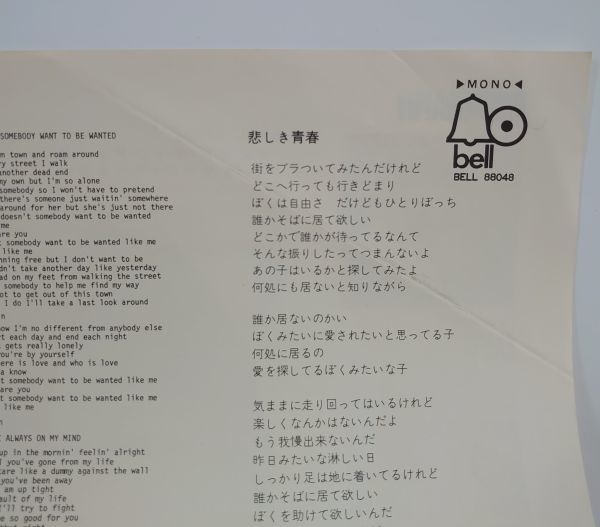 SOMEBODY WANT TO BE WANTED
town and roam around
street I walk
another dead end
my own but I'm so alone
somebody so I won't have to pretend
there's someone just waitin' somewhere
around for her but she's just not there
doesn't somebody want to be wanted
me
are you
somebody want to be wanted like me
like me
running free but I don't want to be
take another day like yesterday
on my feet from walking the street
somebody to help me find my way
to get out of this town
I do I'll take a last look around
I'm no different from anybody else
each day and end each night
gets really lonely
you're by yourself
is love and who is love
know
somebody want to be wanted like me
are you
somebody want to be wanted like me
like me
ALWAYS ON MY MIND
up in the mornin' feelin' alright
you've gone from my life
stare like a dummy against the wall
you've been away
am up tight
fault of my life
I'll try to fight
so good for you
that night
▶MONO◀
bell
BELL 88048
悲しき青春
街をブラついてみたんだけれど
どこへ行っても行きどまり
ぼくは自由さ だけどもひとりぼっち
誰かそばに居て欲しい
どこかで誰かが待ってるなんて
そんな振りしたってつまんないよ
あの子はいるかと探してみたよ
何処にも居ないと知りながら
誰か居ないのかい
ぼくみたいに愛されたいと思ってる子
何処に居るの
愛を探してるぼくみたいな子
気ままに走り回ってはいるけれど
楽しくなんかはないんだよ
もう我慢出来ないんだ
昨日みたいな淋しい日
しっかり足は地に着いてるけれど
誰かそばに居て欲しい
ぼくを助けて欲しいんだ